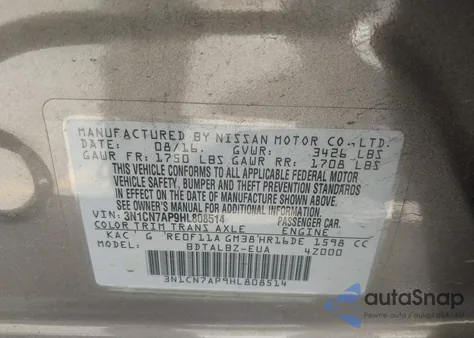 MANUFACTURED BY NISSAN MOTOR CO., LTD.
DATE: 08/16. GVWR: 3426 LBS
GAWR FR: 1750 LBS GAWR RR: 1708 LBS
THIS VEHICLE CONFORMS TO ALL APPLICABLE FEDERAL MOTOR
VEHICLE SAFETY, BUMPER AND THEFT PREVENTION STANDARDS
IN EFFECT ON THE DATE OF MANUFACTURE SHOWN ABOVE.
SEE OWNER'S MANUAL FOR ADDITIONAL INFORMATION.
VIN: 3N1CN7AP9HL808514 PASSENGER CAR.
COLOR TRIM TRANS AXLE ENGINE
KAC G RE0F11A GM38 HR16DE 1598 CC
MODEL: BDTALBZ-EUA 4Z000
3N1CN7AP9HL808514
autoSnap